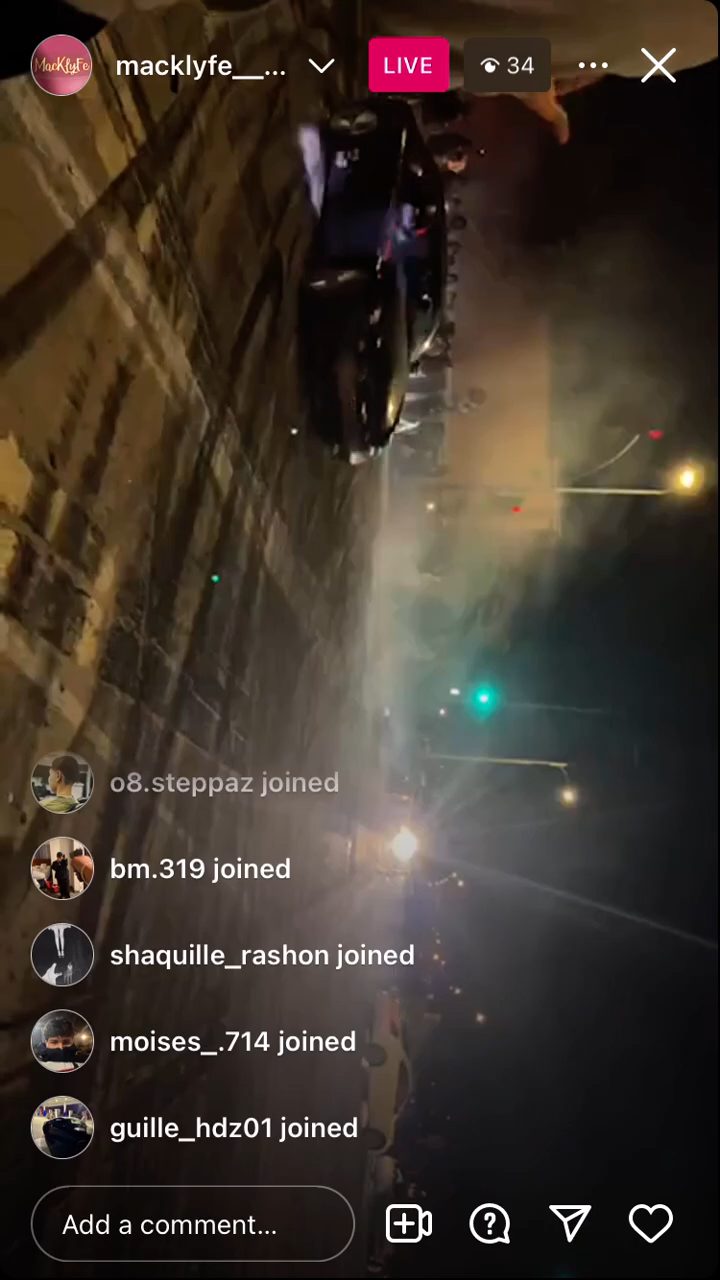 MacKlyFe
macklyfe__... LIVE 34
o8.steppaz joined
bm.319 joined
shaquille_rashon joined
moises_.714 joined
guille_hdz01 joined
Add a comment...